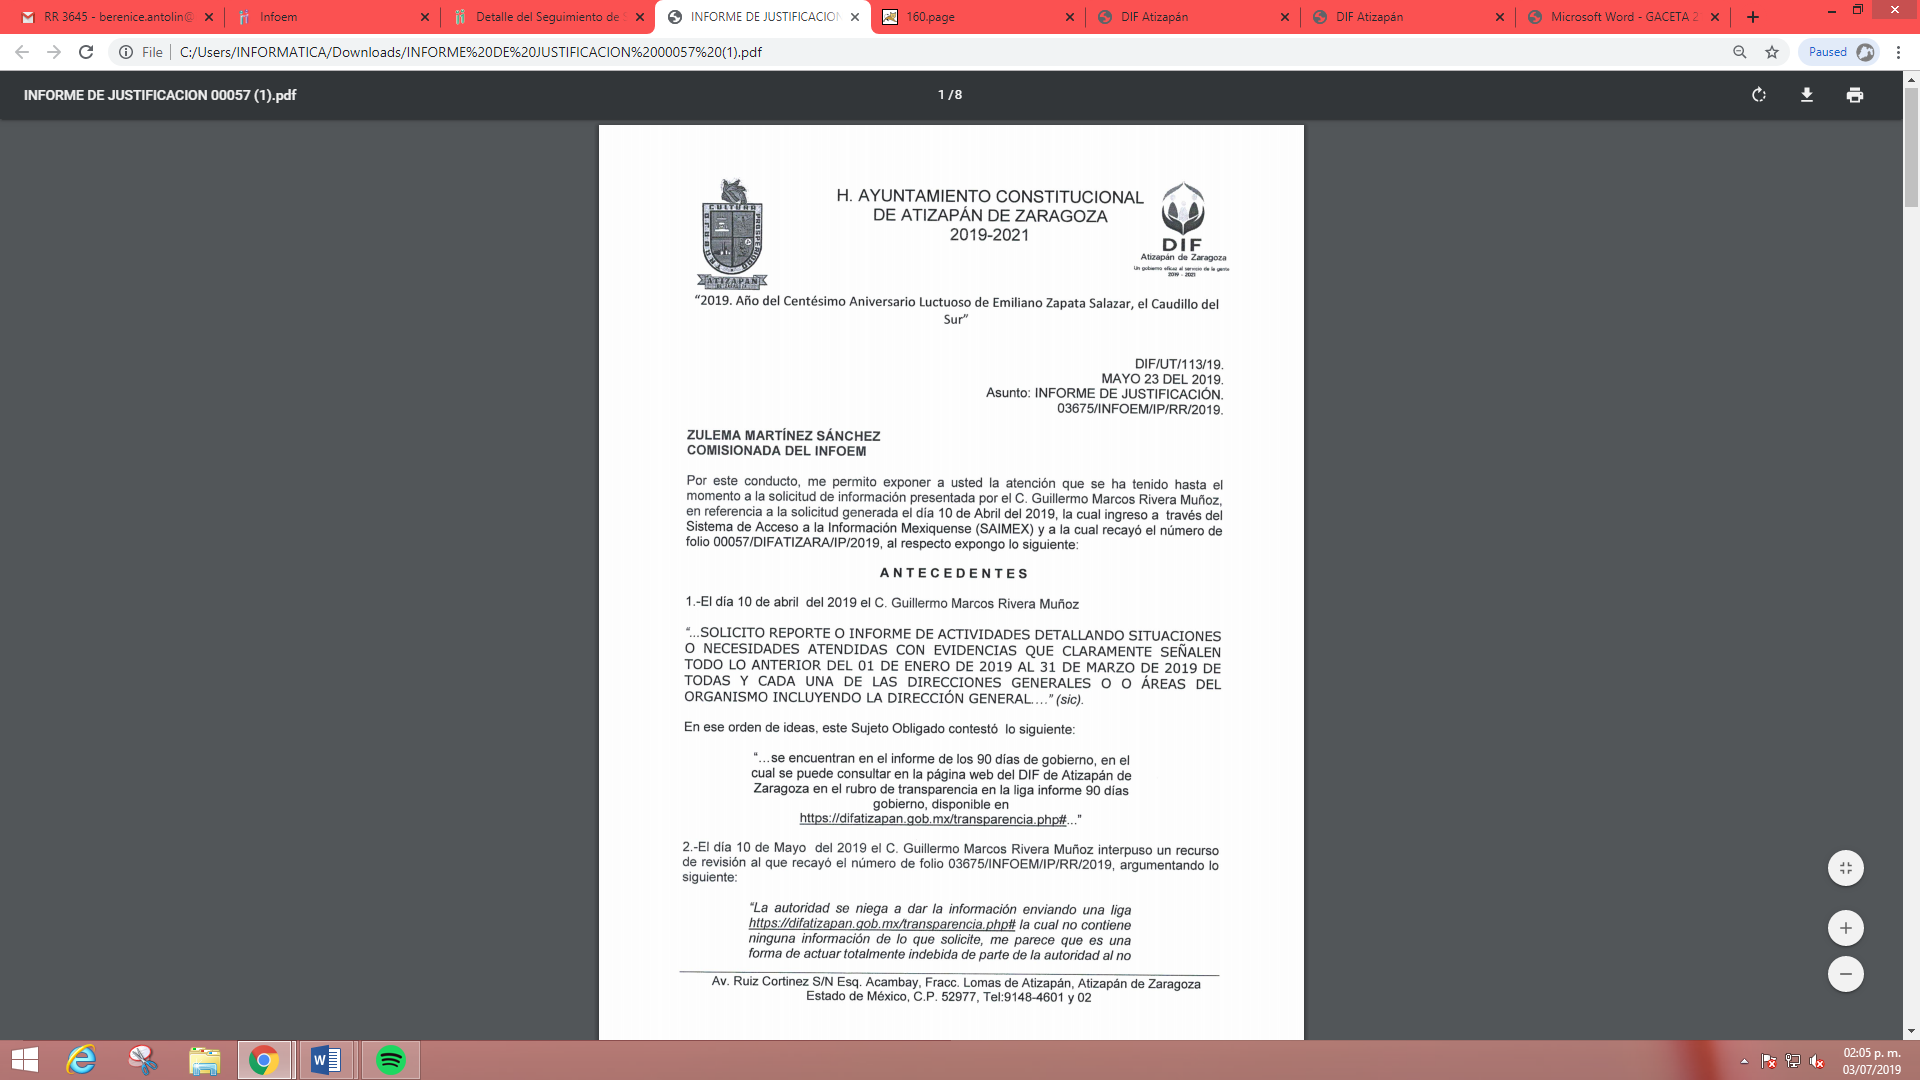 RR 3645 - berenice.antolin@
Infoem
Detalle del Seguimiento de S
INFORME DE JUSTIFICACION
160.page
DIF Atizapán
DIF Atizapán
Microsoft Word - GACETA 2
File
C:/Users/INFORMATICA/Downloads/INFORME%20DE%20JUSTIFICACION%2000057%20(1).pdf
Paused
INFORME DE JUSTIFICACION 00057 (1).pdf
1 / 8
H. AYUNTAMIENTO CONSTITUCIONAL
DE ATIZAPÁN DE ZARAGOZA
2019-2021
CULTURA
PROSPERIDAD
ATIZAPAN
DIF
Atizapán de Zaragoza
Un gobierno eficaz al servicio de la gente
2019 - 2021
“2019. Año del Centésimo Aniversario Luctuoso de Emiliano Zapata Salazar, el Caudillo del
Sur”
DIF/UT/113/19.
MAYO 23 DEL 2019.
Asunto: INFORME DE JUSTIFICACIÓN.
03675/INFOEM/IP/RR/2019.
ZULEMA MARTÍNEZ SÁNCHEZ
COMISIONADA DEL INFOEM
Por este conducto, me permito exponer a usted la atención que se ha tenido hasta el
momento a la solicitud de información presentada por el C. Guillermo Marcos Rivera Muñoz,
en referencia a la solicitud generada el día 10 de Abril del 2019, la cual ingreso a través del
Sistema de Acceso a la Información Mexiquense (SAIMEX) y a la cual recayó el número de
folio 00057/DIFATIZARA/IP/2019, al respecto expongo lo siguiente:
A N T E C E D E N T E S
1.-El día 10 de abril del 2019 el C. Guillermo Marcos Rivera Muñoz
“...SOLICITO REPORTE O INFORME DE ACTIVIDADES DETALLANDO SITUACIONES
O NECESIDADES ATENDIDAS CON EVIDENCIAS QUE CLARAMENTE SEÑALEN
TODO LO ANTERIOR DEL 01 DE ENERO DE 2019 AL 31 DE MARZO DE 2019 DE
TODAS Y CADA UNA DE LAS DIRECCIONES GENERALES O O ÁREAS DEL
ORGANISMO INCLUYENDO LA DIRECCIÓN GENERAL....” (sic).
En ese orden de ideas, este Sujeto Obligado contestó lo siguiente:
“...se encuentran en el informe de los 90 días de gobierno, en el
cual se puede consultar en la página web del DIF de Atizapán de
Zaragoza en el rubro de transparencia en la liga informe 90 días
gobierno, disponible en
https://difatizapan.gob.mx/transparencia.php#...”
2.-El día 10 de Mayo del 2019 el C. Guillermo Marcos Rivera Muñoz interpuso un recurso
de revisión al que recayó el número de folio 03675/INFOEM/IP/RR/2019, argumentando lo
siguiente:
“La autoridad se niega a dar la información enviando una liga
https://difatizapan.gob.mx/transparencia.php# la cual no contiene
ninguna información de lo que solicite, me parece que es una
forma de actuar totalmente indebida de parte de la autoridad al no
Av. Ruiz Cortinez S/N Esq. Acambay, Fracc. Lomas de Atizapán, Atizapán de Zaragoza
Estado de México, C.P. 52977, Tel:9148-4601 y 02
02:05 p. m.
03/07/2019